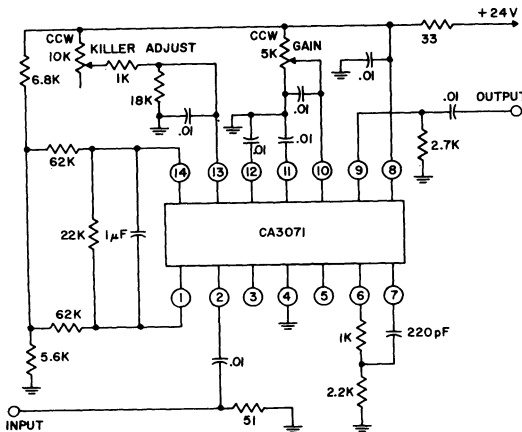 +24V
CCW
10K
KILLER ADJUST
CCW
5K
GAIN
33
6.8K
1K
18K
.01
.01
.01
.01
.01
.01
OUTPUT
2.7K
62K
14
13
12
11
10
9
8
22K
1µF
CA3071
62K
1
2
3
4
5
6
7
5.6K
.01
1K
220pF
2.2K
INPUT
51